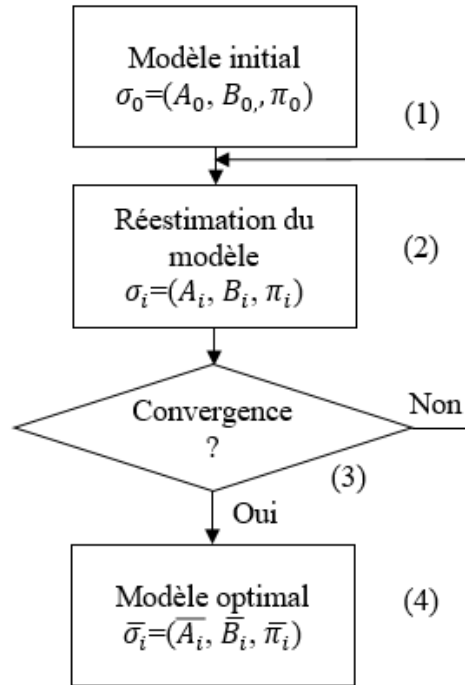 Modèle initial
σ₀=(A₀, B₀,, π₀)
(1)
Réestimation du
modèle
σᵢ=(Aᵢ, Bᵢ, πᵢ)
(2)
Convergence
?
Non
(3)
Oui
Modèle optimal
σ̅ᵢ=(A̅ᵢ, B̅ᵢ, π̅ᵢ)
(4)